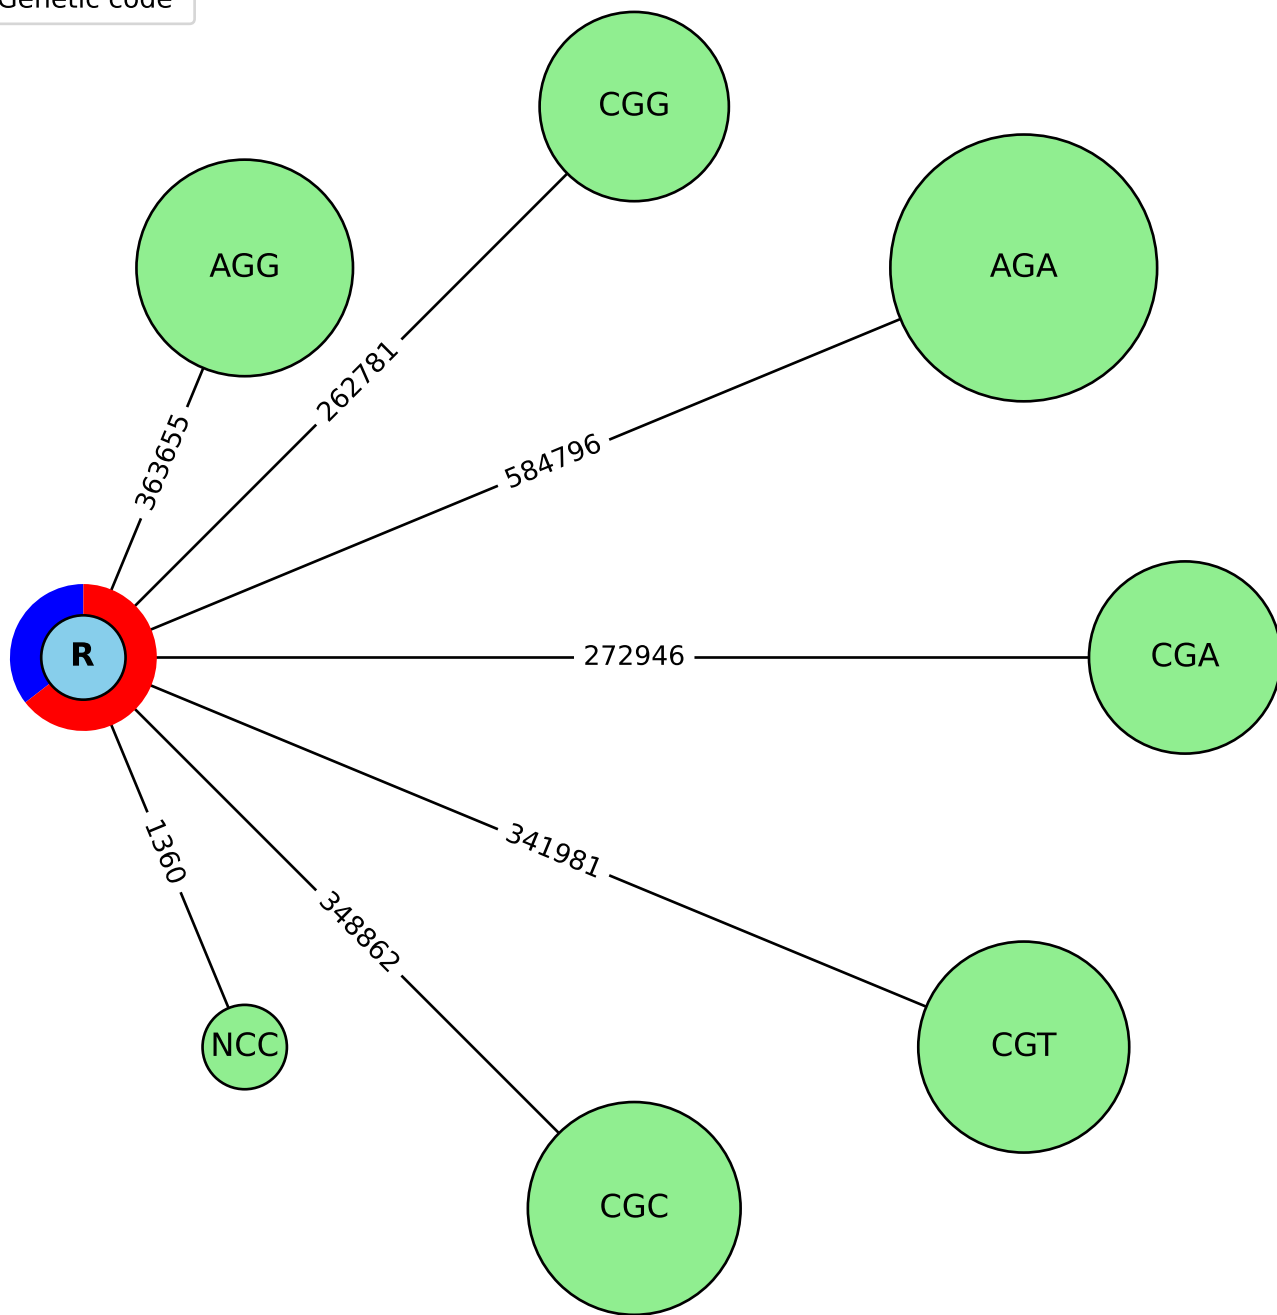 Genetic code
CGG
AGG
AGA
262781
363655
584796
R
272946
CGA
341981
1360
348862
NCC
CGT
CGC